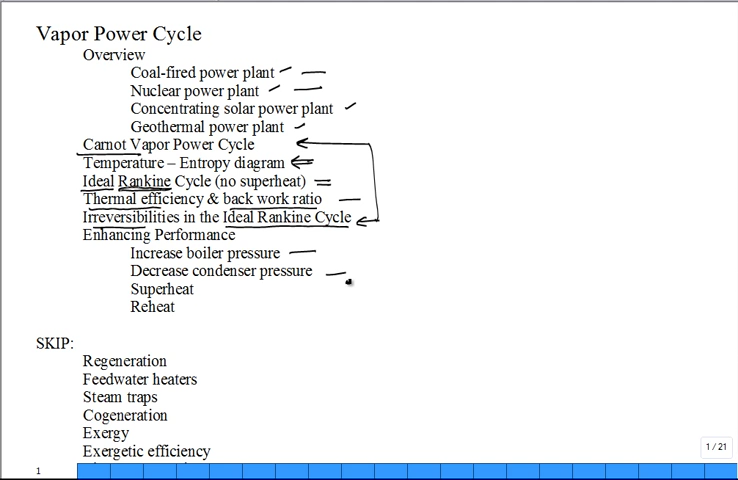 Vapor Power Cycle
Overview
Coal-fired power plant
Nuclear power plant
Concentrating solar power plant
Geothermal power plant
Carnot Vapor Power Cycle
Temperature – Entropy diagram
Ideal Rankine Cycle (no superheat)
Thermal efficiency & back work ratio
Irreversibilities in the Ideal Rankine Cycle
Enhancing Performance
Increase boiler pressure
Decrease condenser pressure
Superheat
Reheat
SKIP:
Regeneration
Feedwater heaters
Steam traps
Cogeneration
Exergy
Exergetic efficiency
1 / 21
1